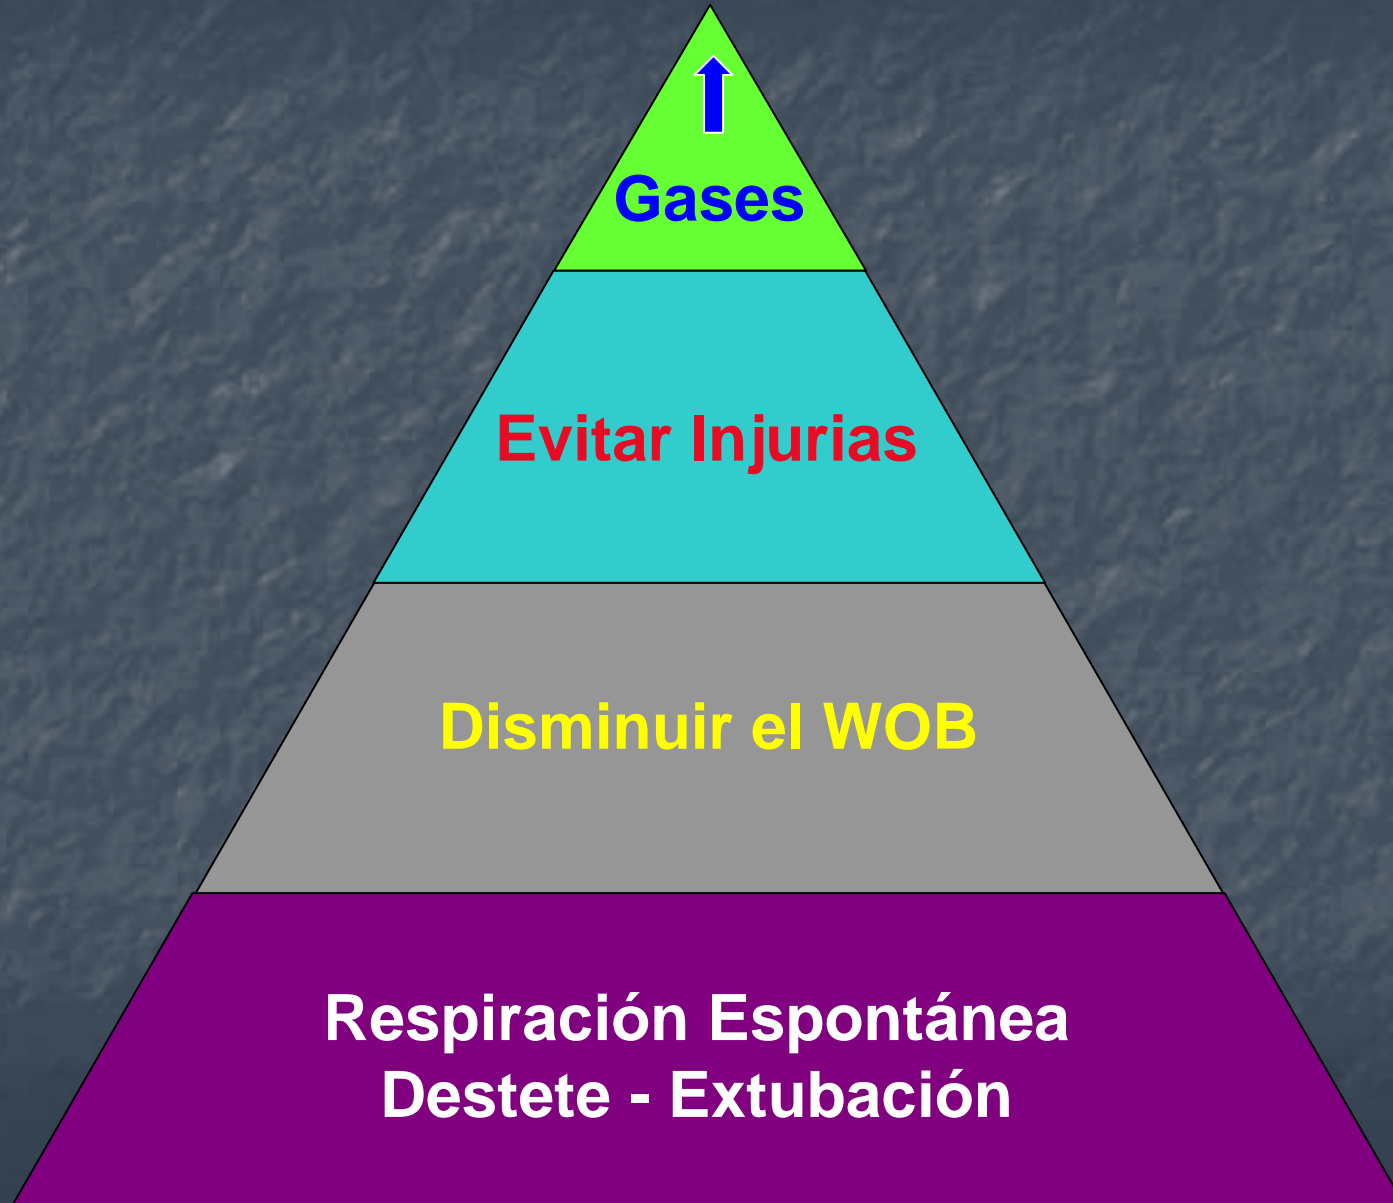 Gases
Evitar Injurias
Disminuir el WOB
Respiración Espontánea
Destete - Extubación